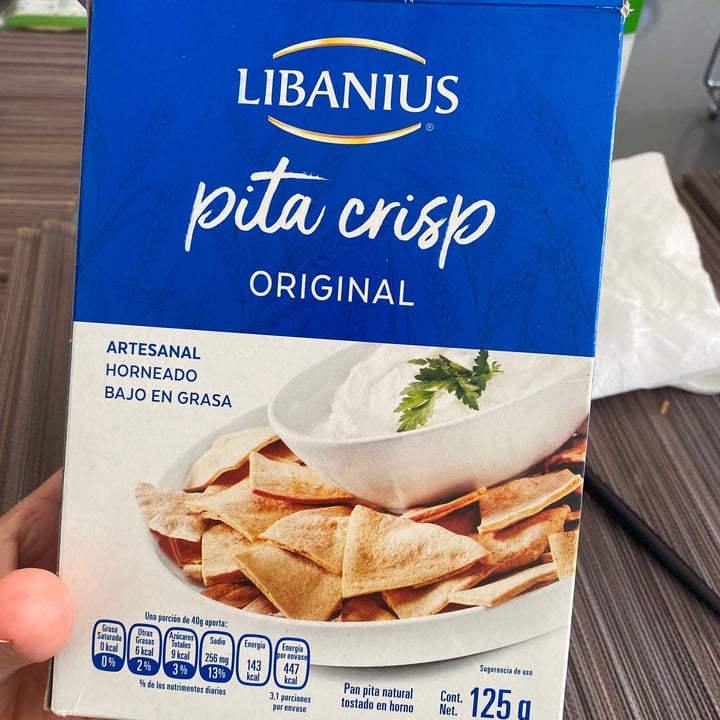 LIBANIUS
®
pita crisp
ORIGINAL
ARTESANAL
HORNEADO
BAJO EN GRASA
Una porción de 40g aporta:
Grasa Saturada 0 kcal 0%
Otras Grasas 6 kcal 2%
Azúcares Totales 9 kcal 3%
Sodio 256 mg 13%
Energía 143 kcal
Energía por envase 447 kcal
% de los nutrimentos diarios
3.1 porciones
por envase
Sugerencia de uso
Pan pita natural
tostado en horno
Cont. Net. 125 g